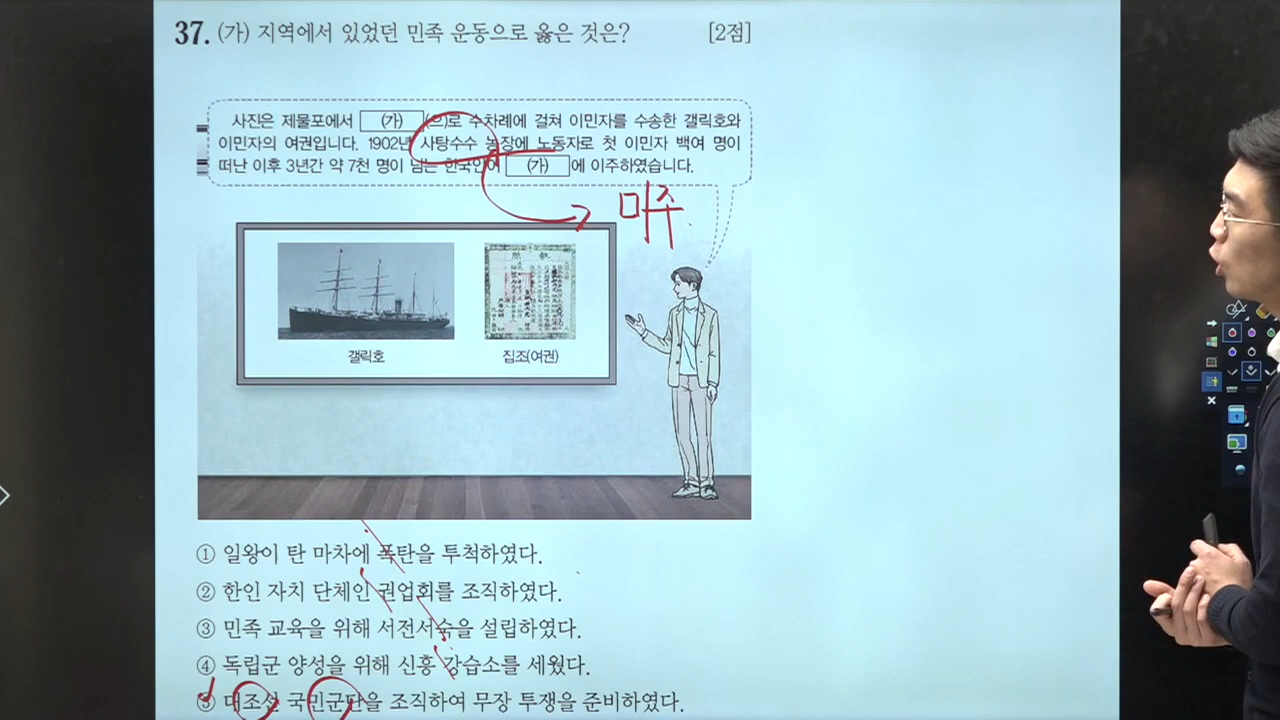 37. (가) 지역에서 있었던 민족 운동으로 옳은 것은? [2점]
사진은 제물포에서 (가) (으)로 수차례에 걸쳐 이민자를 수송한 갤릭호와
이민자의 여권입니다. 1902년 사탕수수 농장에 노동자로 첫 이민자 백여 명이
떠난 이후 3년간 약 7천 명이 넘는 한국인이 (가) 에 이주하였습니다.
미주
갤릭호
집조(여권)
① 일왕이 탄 마차에 폭탄을 투척하였다.
② 한인 자치 단체인 권업회를 조직하였다.
③ 민족 교육을 위해 서전서숙을 설립하였다.
④ 독립군 양성을 위해 신흥 강습소를 세웠다.
⑤ 대조선 국민군단을 조직하여 무장 투쟁을 준비하였다.